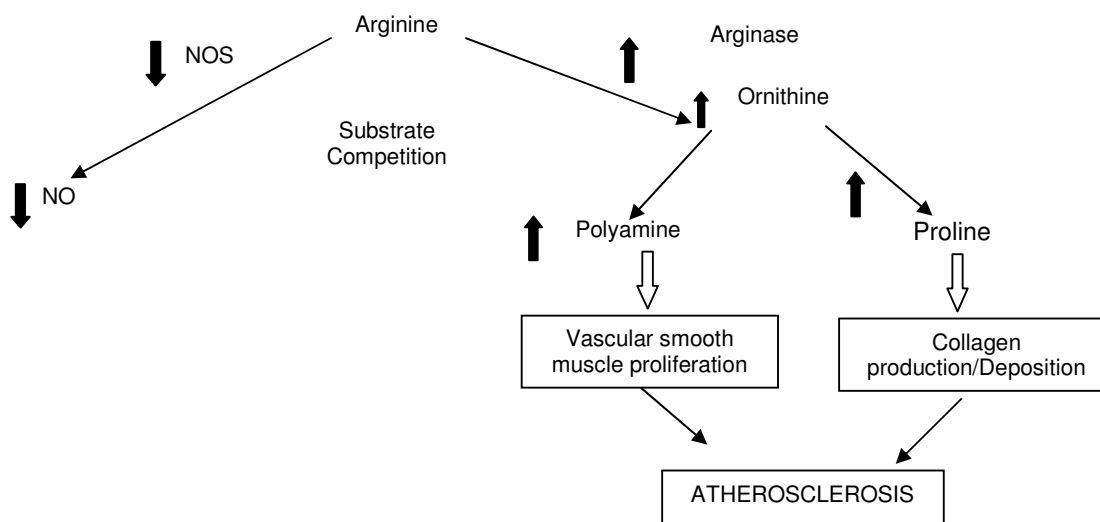 Arginine
Arginase
NOS
Ornithine
Substrate
Competition
NO
Polyamine
Proline
Vascular smooth
muscle proliferation
Collagen
production/Deposition
ATHEROSCLEROSIS